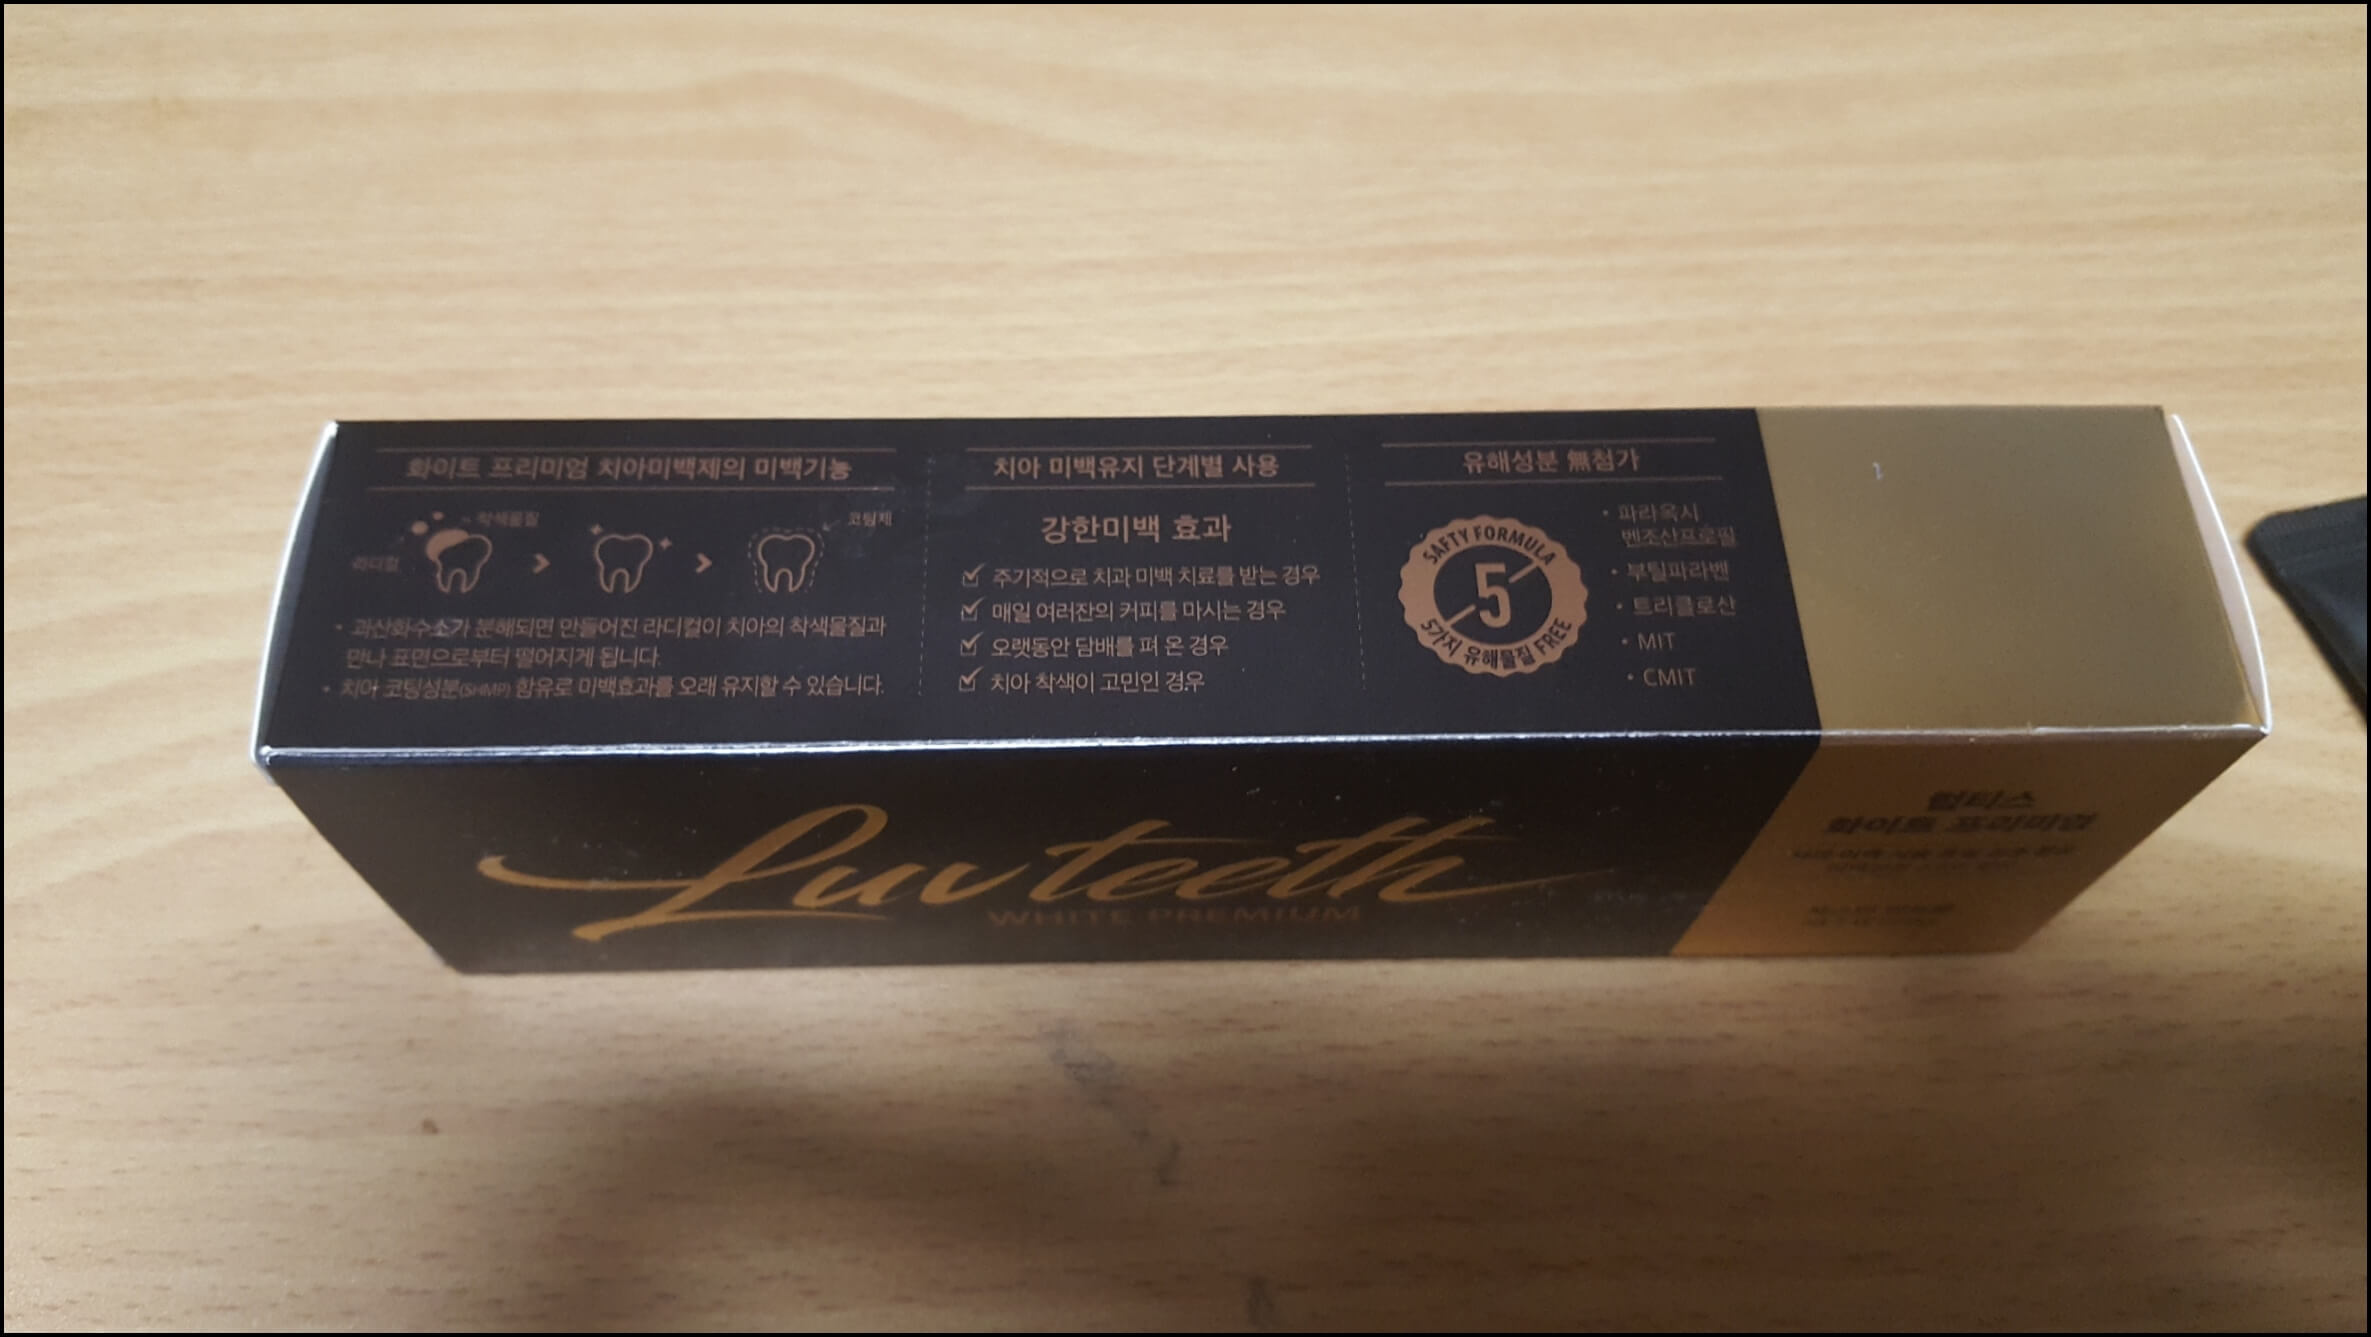 화이트 프리미엄 치아미백제의 미백기능
착색물질
라디컬
코팅제
• 과산화수소가 분해되면 만들어진 라디컬이 치아의 착색물질과
만나 표면으로부터 떨어지게 됩니다.
• 치아 코팅성분(SHMP) 함유로 미백효과를 오래 유지할 수 있습니다.
치아 미백유지 단계별 사용
강한미백 효과
주기적으로 치과 미백 치료를 받는 경우
매일 여러잔의 커피를 마시는 경우
오랫동안 담배를 펴 온 경우
치아 착색이 고민인 경우
유해성분 無첨가
SAFTY FORMULA
5
5가지 유해물질 FREE
• 파라옥시
벤조산프로필
• 부틸파라벤
• 트리클로산
• MIT
• CMIT
Luv teeth
WHITE PREMIUM
럽티스
화이트 프리미엄